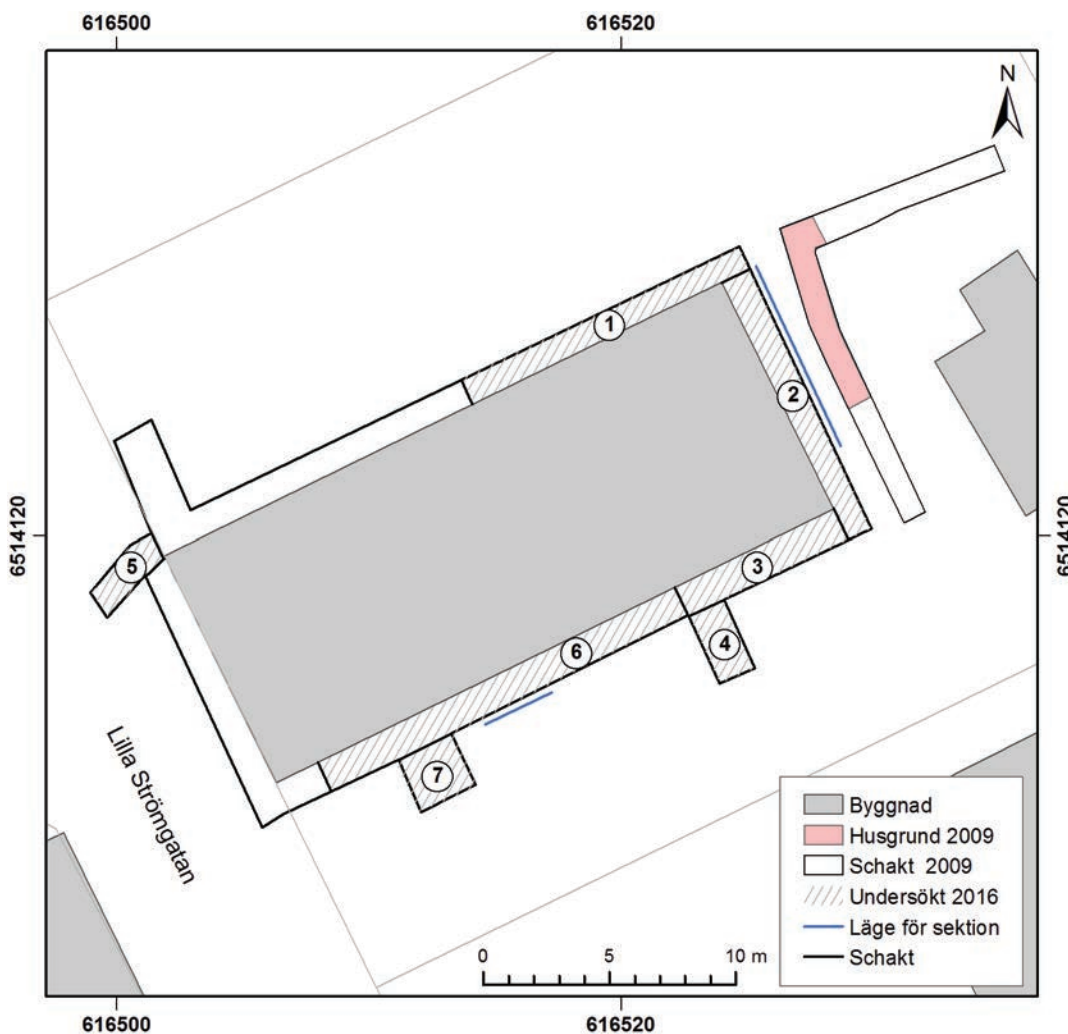 616500 616520
N
1
2
6514120 6514120
5
3
4
6
7
Lilla Strömgatan
Byggnad
Husgrund 2009
Schakt 2009
Undersökt 2016
Läge för sektion
Schakt
0 5 10 m
616500 616520